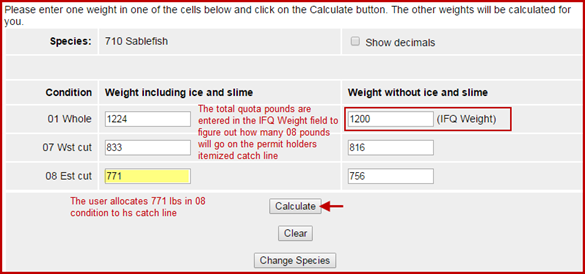 Please enter one weight in one of the cells below and click on the Calculate button. The other weights will be calculated for
you.
Species: 710 Sablefish Show decimals
Condition Weight including ice and slime Weight without ice and slime
01 Whole 1224 1200 (IFQ Weight)
The total quota pounds are
entered in the IFQ Weight field to
figure out how many 08 pounds
will go on the permit holders
itemized catch line
07 Wst cut 833 816
08 Est cut 771 756
The user allocates 771 lbs in 08
condition to hs catch line
Calculate
Clear
Change Species